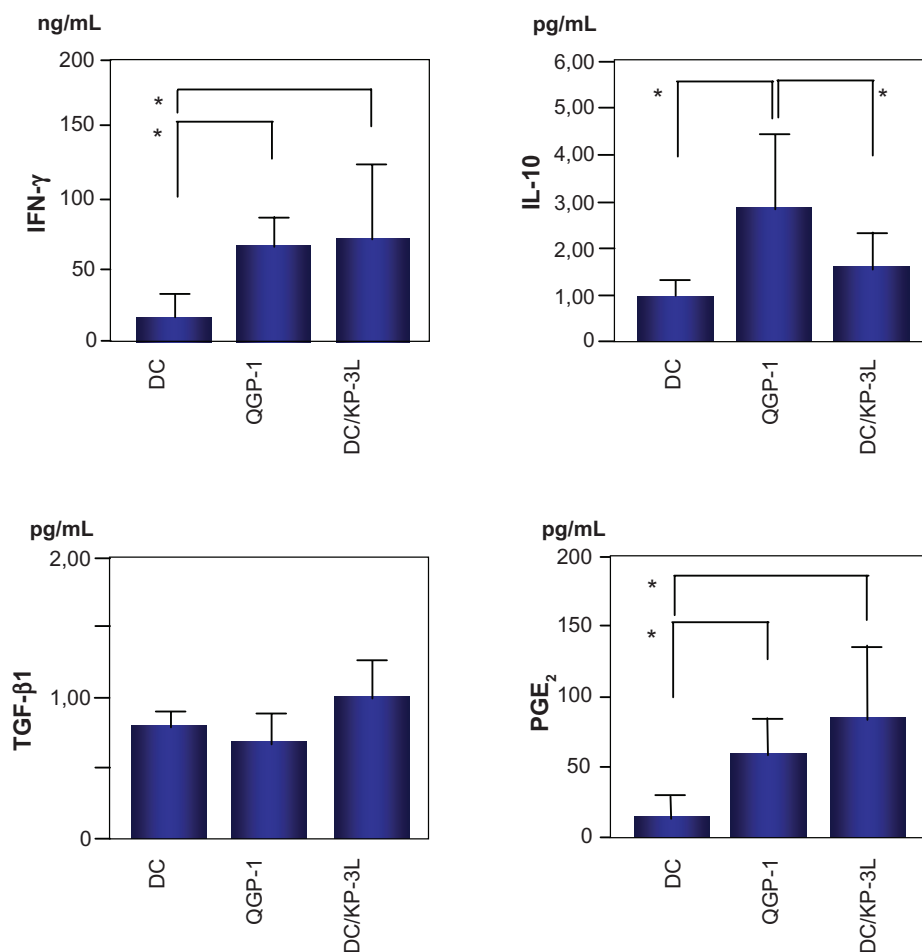 ng/mL
200
150
100
50
0
IFN-γ
*
*
DC
QGP-1
DC/KP-3L
pg/mL
6,00
5,00
4,00
3,00
2,00
1,00
0
IL-10
*
*
DC
QGP-1
DC/KP-3L
pg/mL
2,00
1,00
0
TGF-β1
DC
QGP-1
DC/KP-3L
pg/mL
200
150
100
50
0
PGE₂
*
*
DC
QGP-1
DC/KP-3L